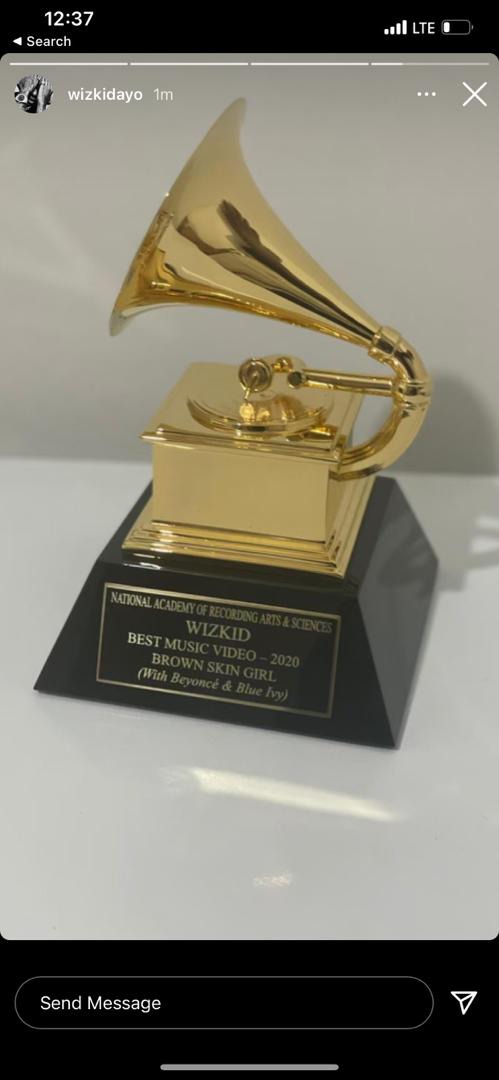 12:37
LTE
Search
wizkidayo 1m
NATIONAL ACADEMY OF RECORDING ARTS & SCIENCES
WIZKID
BEST MUSIC VIDEO – 2020
BROWN SKIN GIRL
(With Beyoncé & Blue Ivy)
Send Message